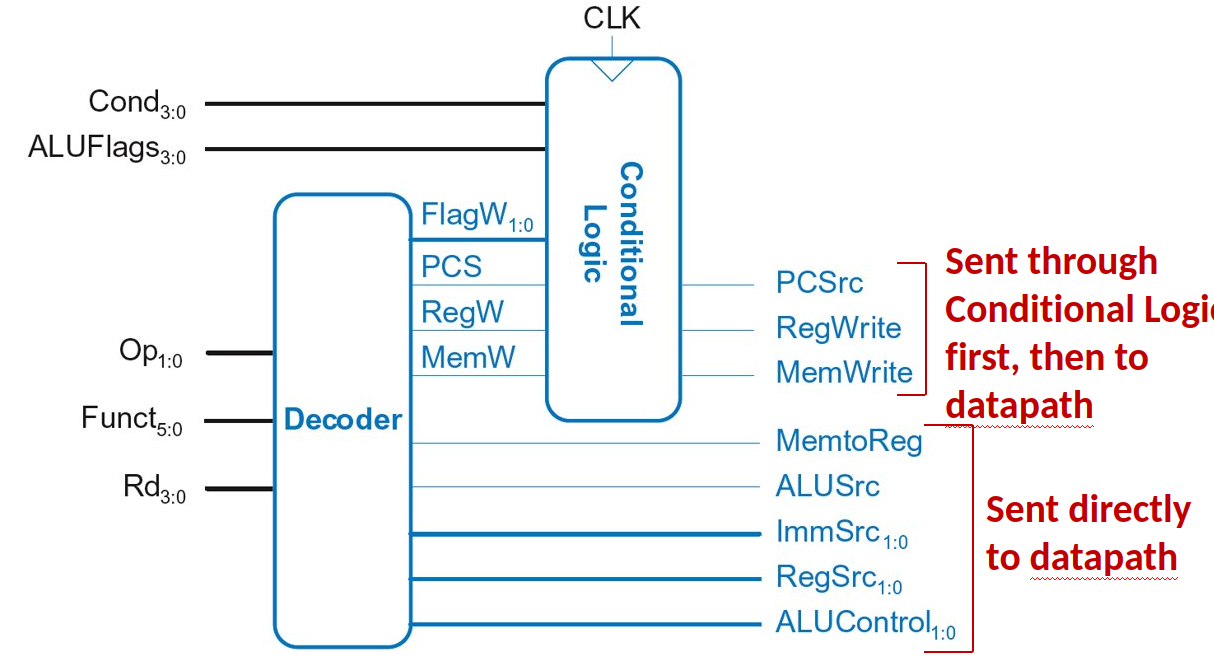 CLK
Cond3:0
ALUFlags3:0
Conditional
Logic
FlagW1:0
PCS
RegW
MemW
PCSrc
RegWrite
MemWrite
Sent through
Conditional Logic
first, then to
datapath
Op1:0
Funct5:0
Rd3:0
Decoder
MemtoReg
ALUSrc
ImmSrc1:0
RegSrc1:0
ALUControl1:0
Sent directly
to datapath